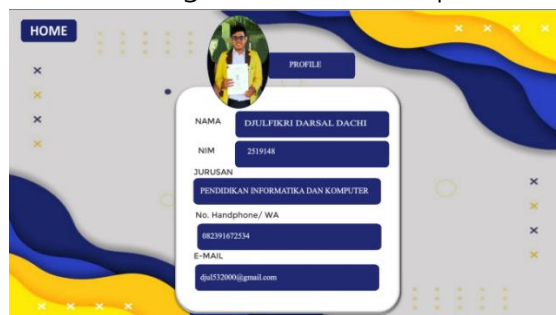 HOME
PROFILE
NAMA
DJULFIKRI DARSAL DACHI
NIM
2519148
JURUSAN
PENDIDIKAN INFORMATIKA DAN KOMPUTER
No. Handphone/ WA
082391672534
E-MAIL
djul532000@gmail.com